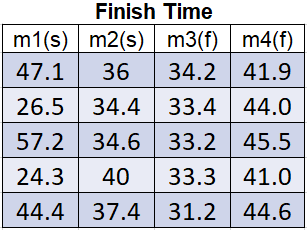 Finish Time
m1(s) m2(s) m3(f) m4(f)
47.1 36 34.2 41.9
26.5 34.4 33.4 44.0
57.2 34.6 33.2 45.5
24.3 40 33.3 41.0
44.4 37.4 31.2 44.6